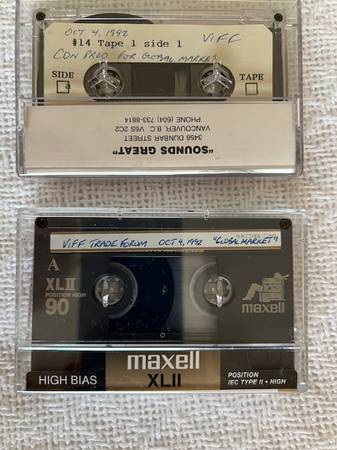 OCT 4, 1992
#14 Tape 1 side 1
VIFF
CDN PROD FOR GLOBAL MARKET
SIDE
TAPE
"SOUNDS GREAT"
3458 DUNBAR STREET
VANCOUVER, B.C. V6S 2C2
PHONE (604) 733-8814
VIFF TRADE FORUM OCT 4, 1992 "GLOBAL MARKET"
A
XLII
POSITION HIGH
90
maxell
maxell
XLII
HIGH BIAS
POSITION
IEC TYPE II • HIGH